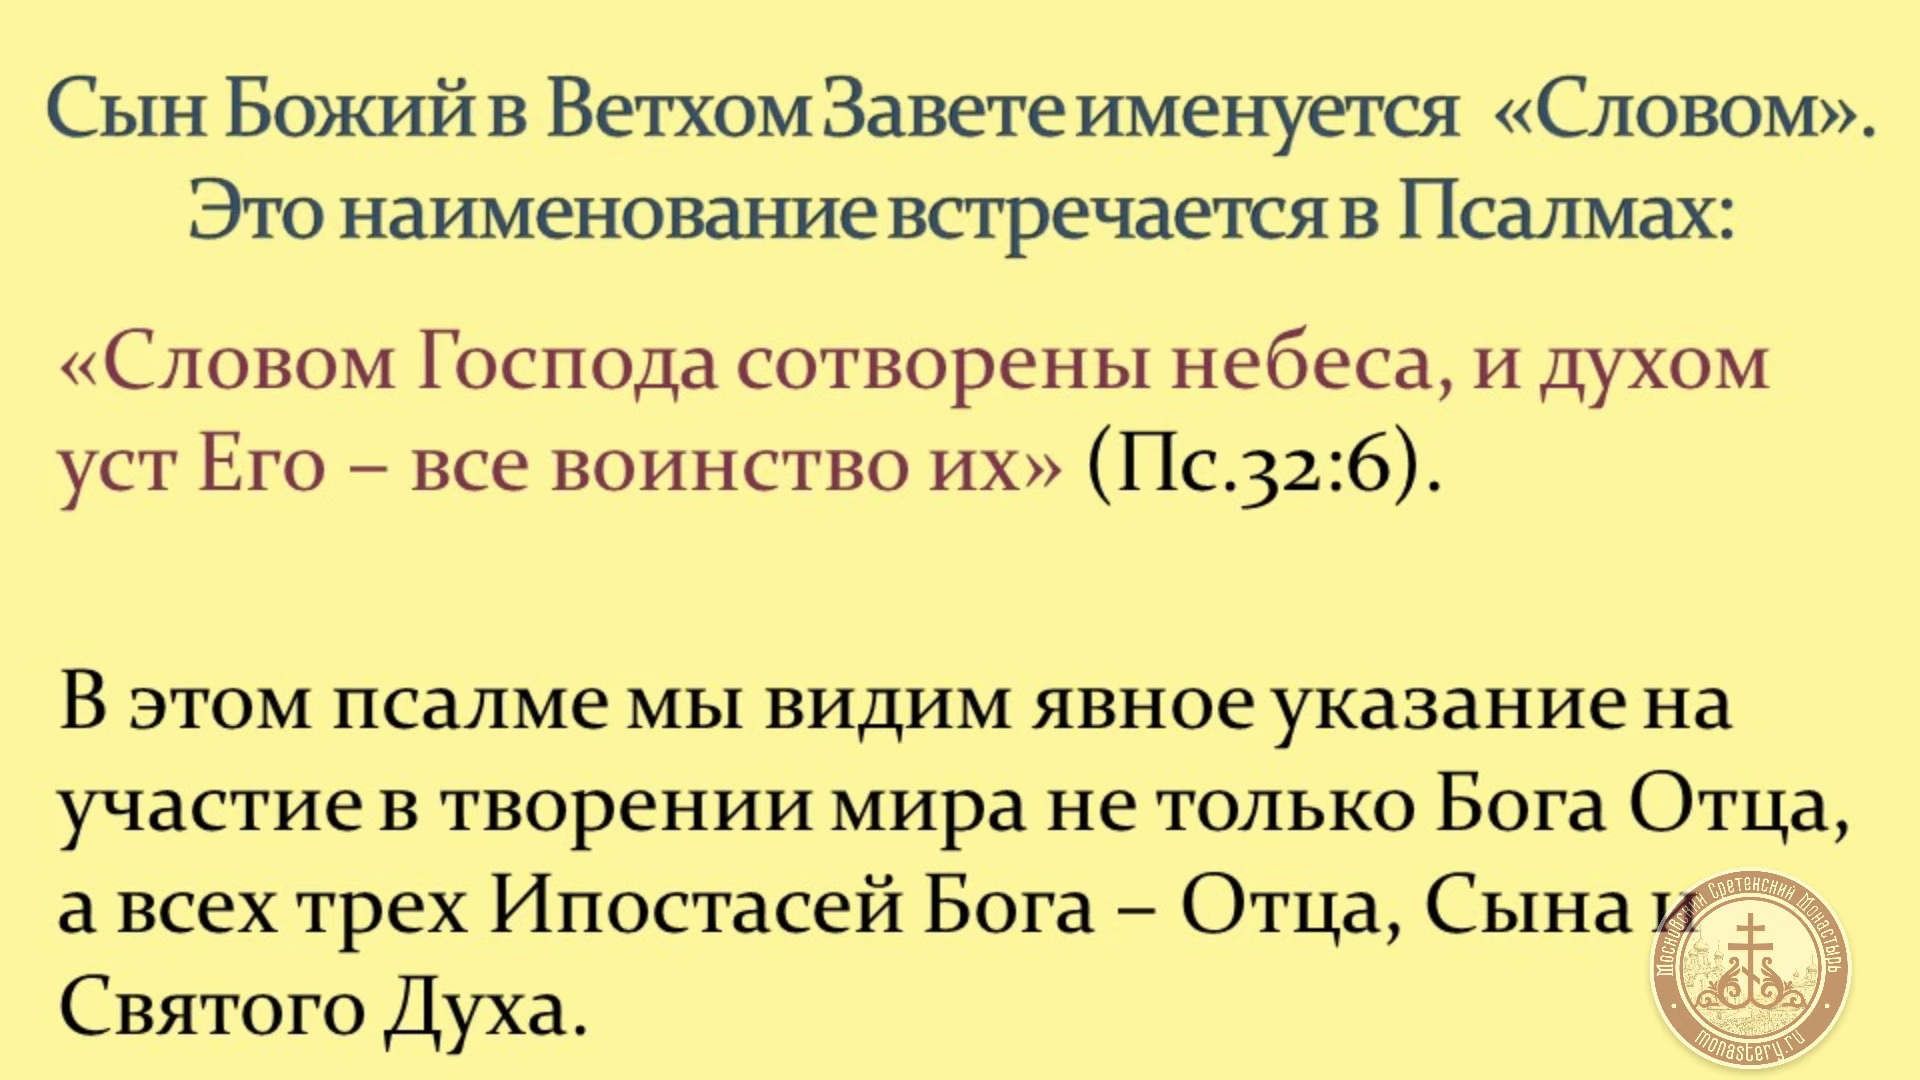 Сын Божий в Ветхом Завете именуется «Словом».
Это наименование встречается в Псалмах:
«Словом Господа сотворены небеса, и духом
уст Его – все воинство их» (Пс.32:6).
В этом псалме мы видим явное указание на
участие в творении мира не только Бога Отца,
а всех трех Ипостасей Бога – Отца, Сына и
Святого Духа.
Московский Сретенский Монастырь
monastery.ru